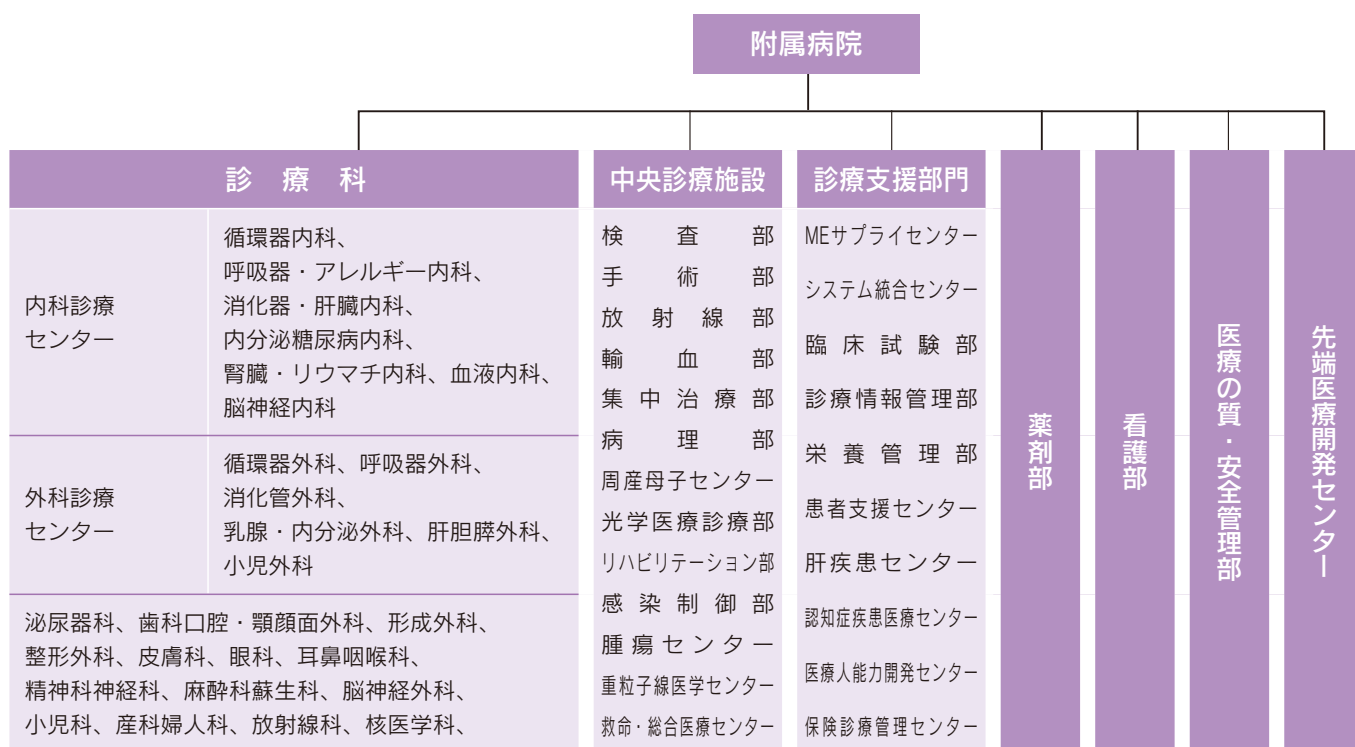 附属病院
診療科
内科診療
センター
循環器内科、
呼吸器・アレルギー内科、
消化器・肝臓内科、
内分泌糖尿病内科、
腎臓・リウマチ内科、血液内科、
脳神経内科
外科診療
センター
循環器外科、呼吸器外科、
消化管外科、
乳腺・内分泌外科、肝胆膵外科、
小児外科
泌尿器科、歯科口腔・顎顔面外科、形成外科、
整形外科、皮膚科、眼科、耳鼻咽喉科、
精神科神経科、麻酔科蘇生科、脳神経外科、
小児科、産科婦人科、放射線科、核医学科、
中央診療施設
検査部
手術部
放射線部
輸血部
集中治療部
病理部
周産母子センター
光学医療診療部
リハビリテーション部
感染制御部
腫瘍センター
重粒子線医学センター
救命・総合医療センター
診療支援部門
MEサプライセンター
システム統合センター
臨床試験部
診療情報管理部
栄養管理部
患者支援センター
肝疾患センター
認知症疾患医療センター
医療人能力開発センター
保険診療管理センター
薬剤部
看護部
医療の質・安全管理部
先端医療開発センター